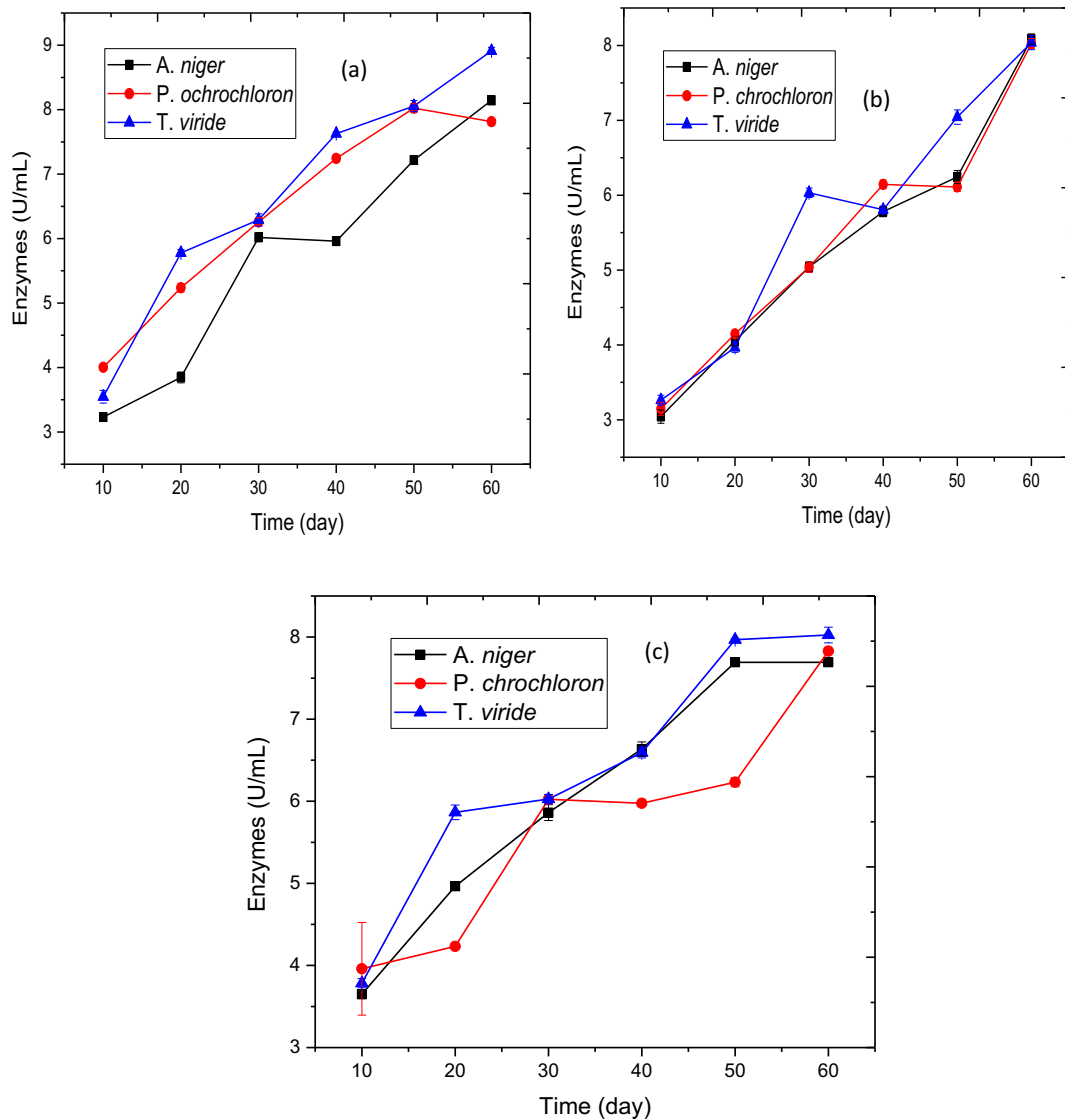 9
8
7
6
5
4
3
Enzymes (U/mL)
A. niger
P. ochrochloron
T. viride
(a)
10 20 30 40 50 60
Time (day)
8
7
6
5
4
3
Enzymes (U/mL)
A. niger
P. chrochloron
T. viride
(b)
10 20 30 40 50 60
Time (day)
8
7
6
5
4
3
Enzymes (U/mL)
A. niger
P. chrochloron
T. viride
(c)
10 20 30 40 50 60
Time (day)